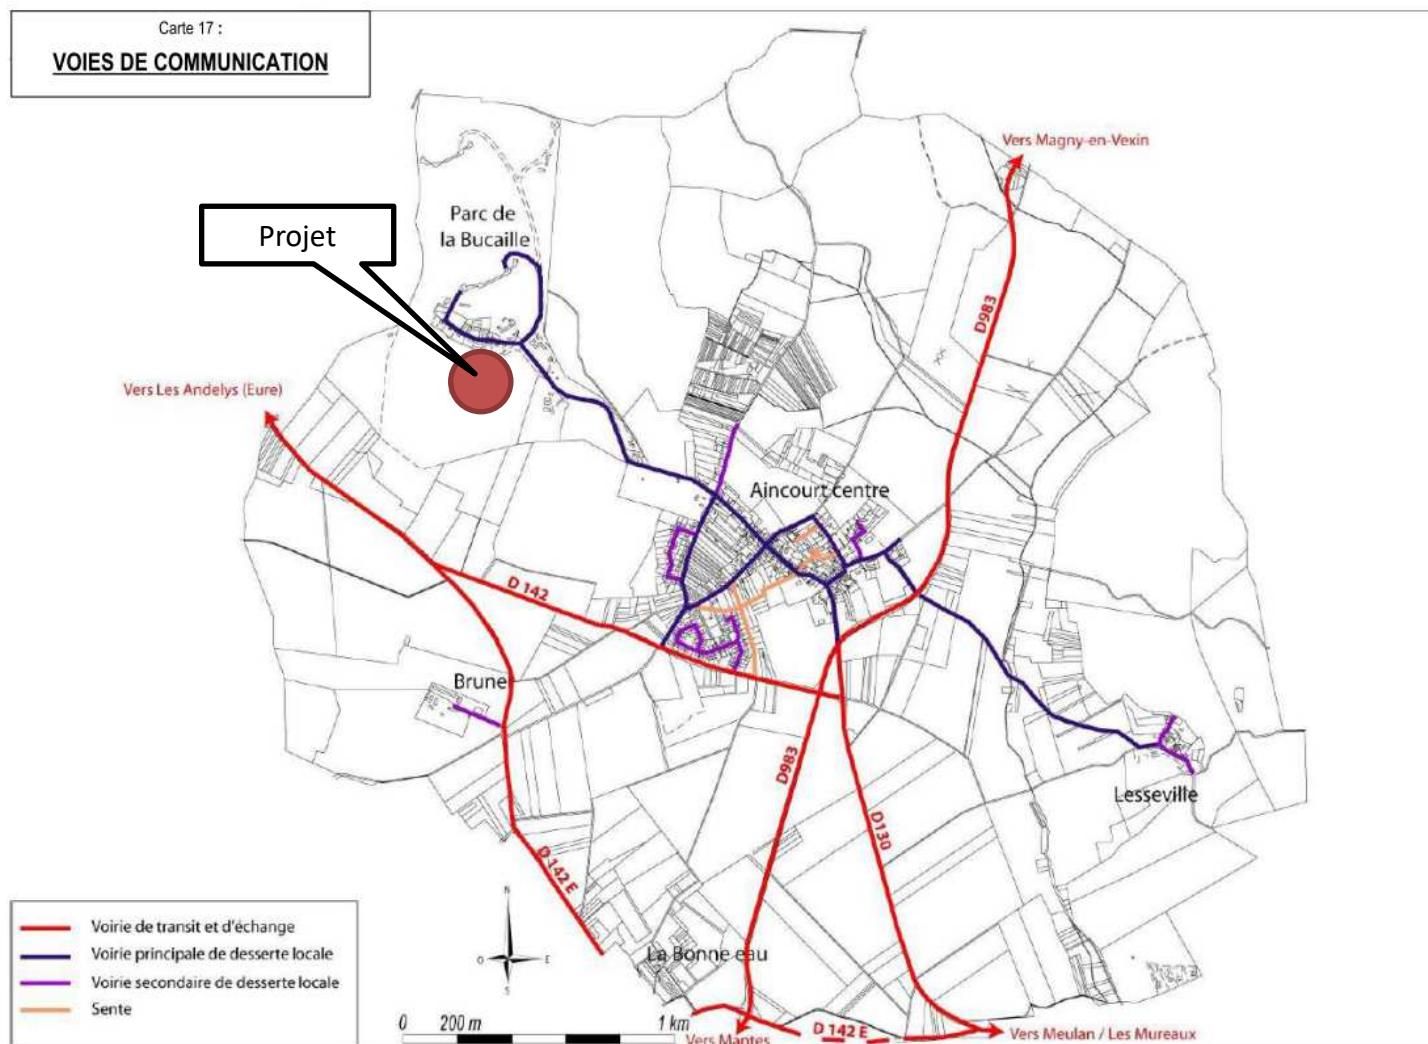 Carte 17 :
VOIES DE COMMUNICATION
Vers Magny-en-Vexin
Parc de
la Bucaille
Projet
D983
Vers Les Andelys (Eure)
Aincourt centre
D 142
Brune
D983
Lesseville
D130
D 142 E
Voirie de transit et d'échange
Voirie principale de desserte locale
Voirie secondaire de desserte locale
Sente
N
O
E
S
La Bonne eau
0 200 m 1 km
Vers Mantes
D 142 E
Vers Meulan / Les Mureaux